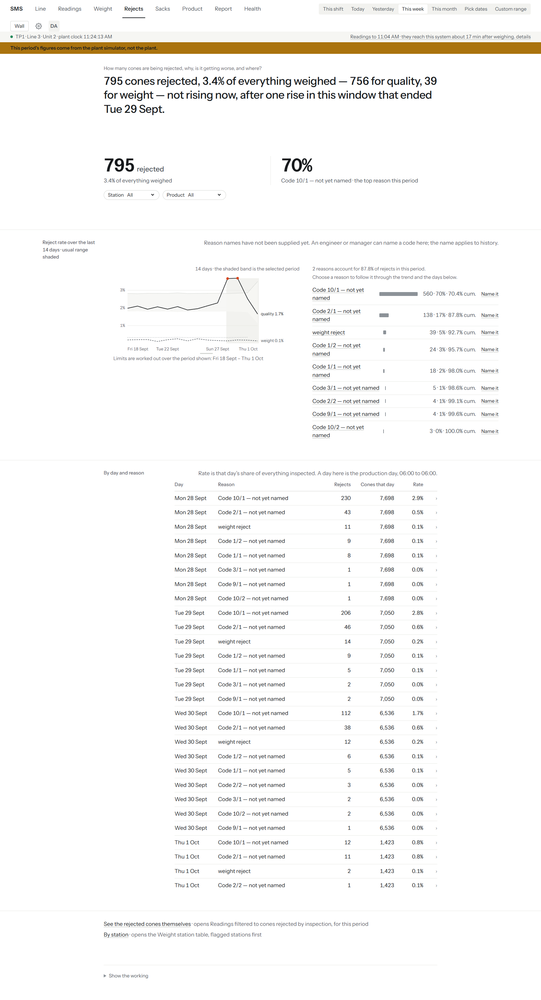 SMS Line Readings Weight Rejects Sacks Product Report Health This shift Today Yesterday This week This month Pick dates Custom range
Wall DA
TP1 · Line 3 · Unit 2 · plant clock 11:24:13 AM Readings to 11:04 AM · they reach this system about 17 min after weighing. details
This period's figures come from the plant simulator, not the plant.
How many cones are being rejected, why, is it getting worse, and where?
795 cones rejected, 3.4% of everything weighed — 756 for quality, 39
for weight — not rising now, after one rise in this window that ended
Tue 29 Sept.
795 rejected
3.4% of everything weighed
70%
Code 10/1 — not yet named · the top reason this period
Station All Product All
Reject rate over the last
14 days · usual range
shaded
Reason names have not been supplied yet. An engineer or manager can name a code here; the name applies to history.
14 days · the shaded band is the selected period
3%
2%
1%
quality 1.7%
weight 0.1%
Fri 18 Sept Tue 22 Sept Sun 27 Sept Thu 1 Oct
Limits are worked out over the period shown: Fri 18 Sept – Thu 1 Oct
2 reasons account for 87.8% of rejects in this period.
Choose a reason to follow it through the trend and the days below.
Code 10/1 — not yet
named
560 · 70% · 70.4% cum. Name it
Code 2/1 — not yet
named
138 · 17% · 87.8% cum. Name it
weight reject 39 · 5% · 92.7% cum. Name it
Code 1/2 — not yet
named
24 · 3% · 95.7% cum. Name it
Code 1/1 — not yet
named
18 · 2% · 98.0% cum. Name it
Code 3/1 — not yet named 5 · 1% · 98.6% cum. Name it
Code 2/2 — not yet named 4 · 1% · 99.1% cum. Name it
Code 9/1 — not yet named 4 · 1% · 99.6% cum. Name it
Code 10/2 — not yet
named
3 · 0% · 100.0% cum. Name it
By day and reason
Rate is that day's share of everything inspected. A day here is the production day, 06:00 to 06:00.
Day Reason Rejects Cones that day Rate
Mon 28 Sept Code 10/1 — not yet named 230 7,698 2.9% ›
Mon 28 Sept Code 2/1 — not yet named 43 7,698 0.5% ›
Mon 28 Sept weight reject 11 7,698 0.1% ›
Mon 28 Sept Code 1/2 — not yet named 9 7,698 0.1% ›
Mon 28 Sept Code 1/1 — not yet named 8 7,698 0.1% ›
Mon 28 Sept Code 3/1 — not yet named 1 7,698 0.0% ›
Mon 28 Sept Code 9/1 — not yet named 1 7,698 0.0% ›
Mon 28 Sept Code 10/2 — not yet named 1 7,698 0.0% ›
Tue 29 Sept Code 10/1 — not yet named 206 7,050 2.8% ›
Tue 29 Sept Code 2/1 — not yet named 46 7,050 0.6% ›
Tue 29 Sept weight reject 14 7,050 0.2% ›
Tue 29 Sept Code 1/2 — not yet named 9 7,050 0.1% ›
Tue 29 Sept Code 1/1 — not yet named 5 7,050 0.1% ›
Tue 29 Sept Code 3/1 — not yet named 2 7,050 0.0% ›
Tue 29 Sept Code 9/1 — not yet named 2 7,050 0.0% ›
Wed 30 Sept Code 10/1 — not yet named 112 6,536 1.7% ›
Wed 30 Sept Code 2/1 — not yet named 38 6,536 0.6% ›
Wed 30 Sept weight reject 12 6,536 0.2% ›
Wed 30 Sept Code 1/2 — not yet named 6 6,536 0.1% ›
Wed 30 Sept Code 1/1 — not yet named 5 6,536 0.1% ›
Wed 30 Sept Code 2/2 — not yet named 3 6,536 0.0% ›
Wed 30 Sept Code 3/1 — not yet named 2 6,536 0.0% ›
Wed 30 Sept Code 10/2 — not yet named 2 6,536 0.0% ›
Wed 30 Sept Code 9/1 — not yet named 1 6,536 0.0% ›
Thu 1 Oct Code 10/1 — not yet named 12 1,423 0.8% ›
Thu 1 Oct Code 2/1 — not yet named 11 1,423 0.8% ›
Thu 1 Oct weight reject 2 1,423 0.1% ›
Thu 1 Oct Code 2/2 — not yet named 1 1,423 0.1% ›
See the rejected cones themselves · opens Readings filtered to cones rejected by inspection, for this period
By station · opens the Weight station table, flagged stations first
Show the working